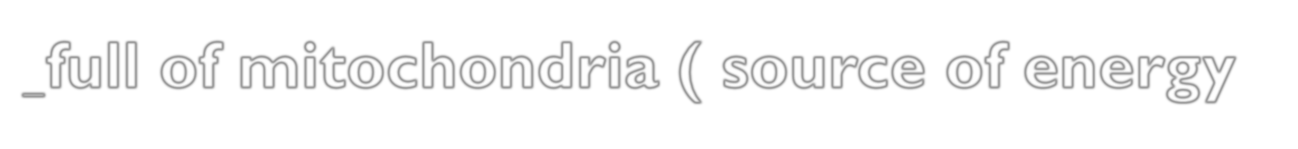 _full of mitochondria ( source of energy